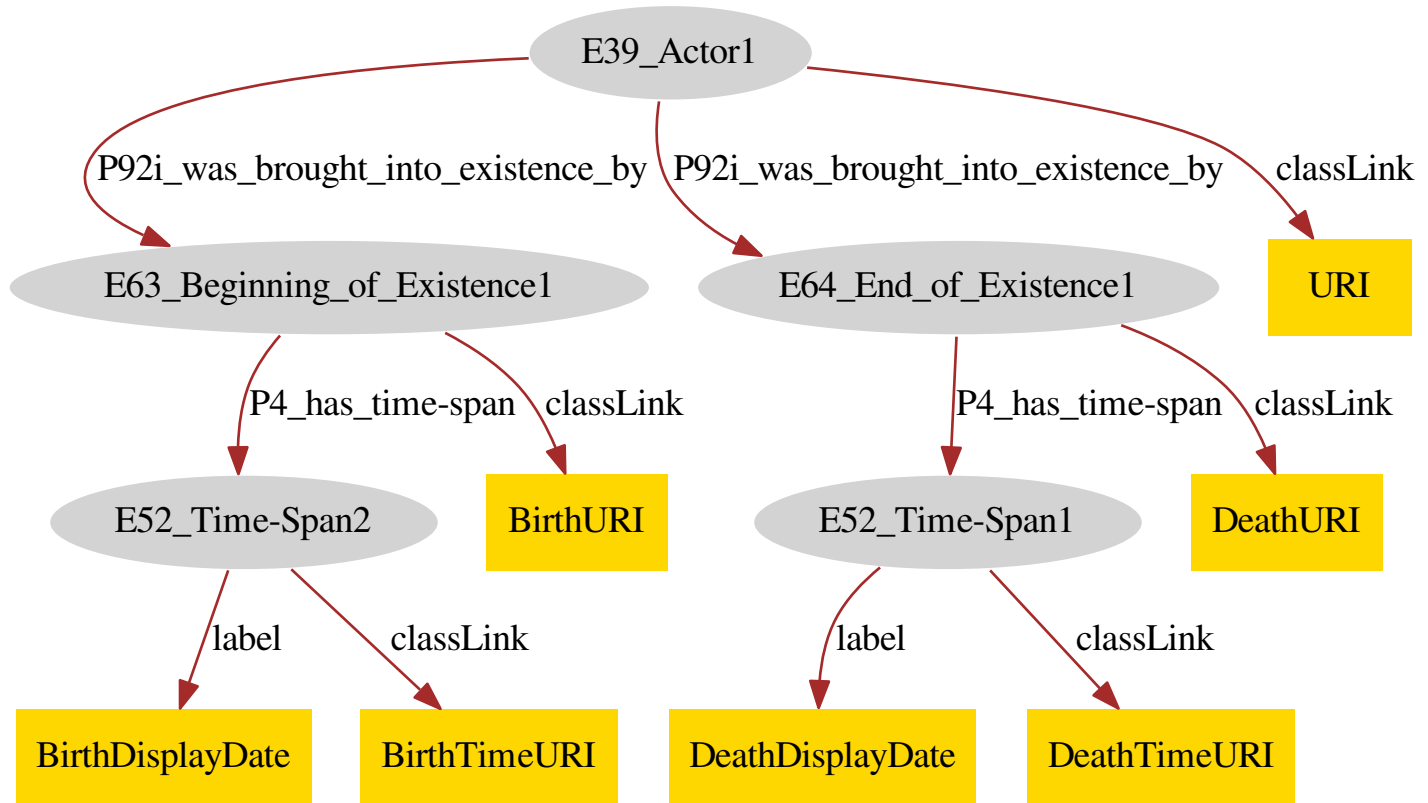 E39_Actor1
P92i_was_brought_into_existence_by P92i_was_brought_into_existence_by classLink
E63_Beginning_of_Existence1 E64_End_of_Existence1 URI
P4_has_time-span classLink P4_has_time-span classLink
E52_Time-Span2 BirthURI E52_Time-Span1 DeathURI
label classLink label classLink
BirthDisplayDate BirthTimeURI DeathDisplayDate DeathTimeURI